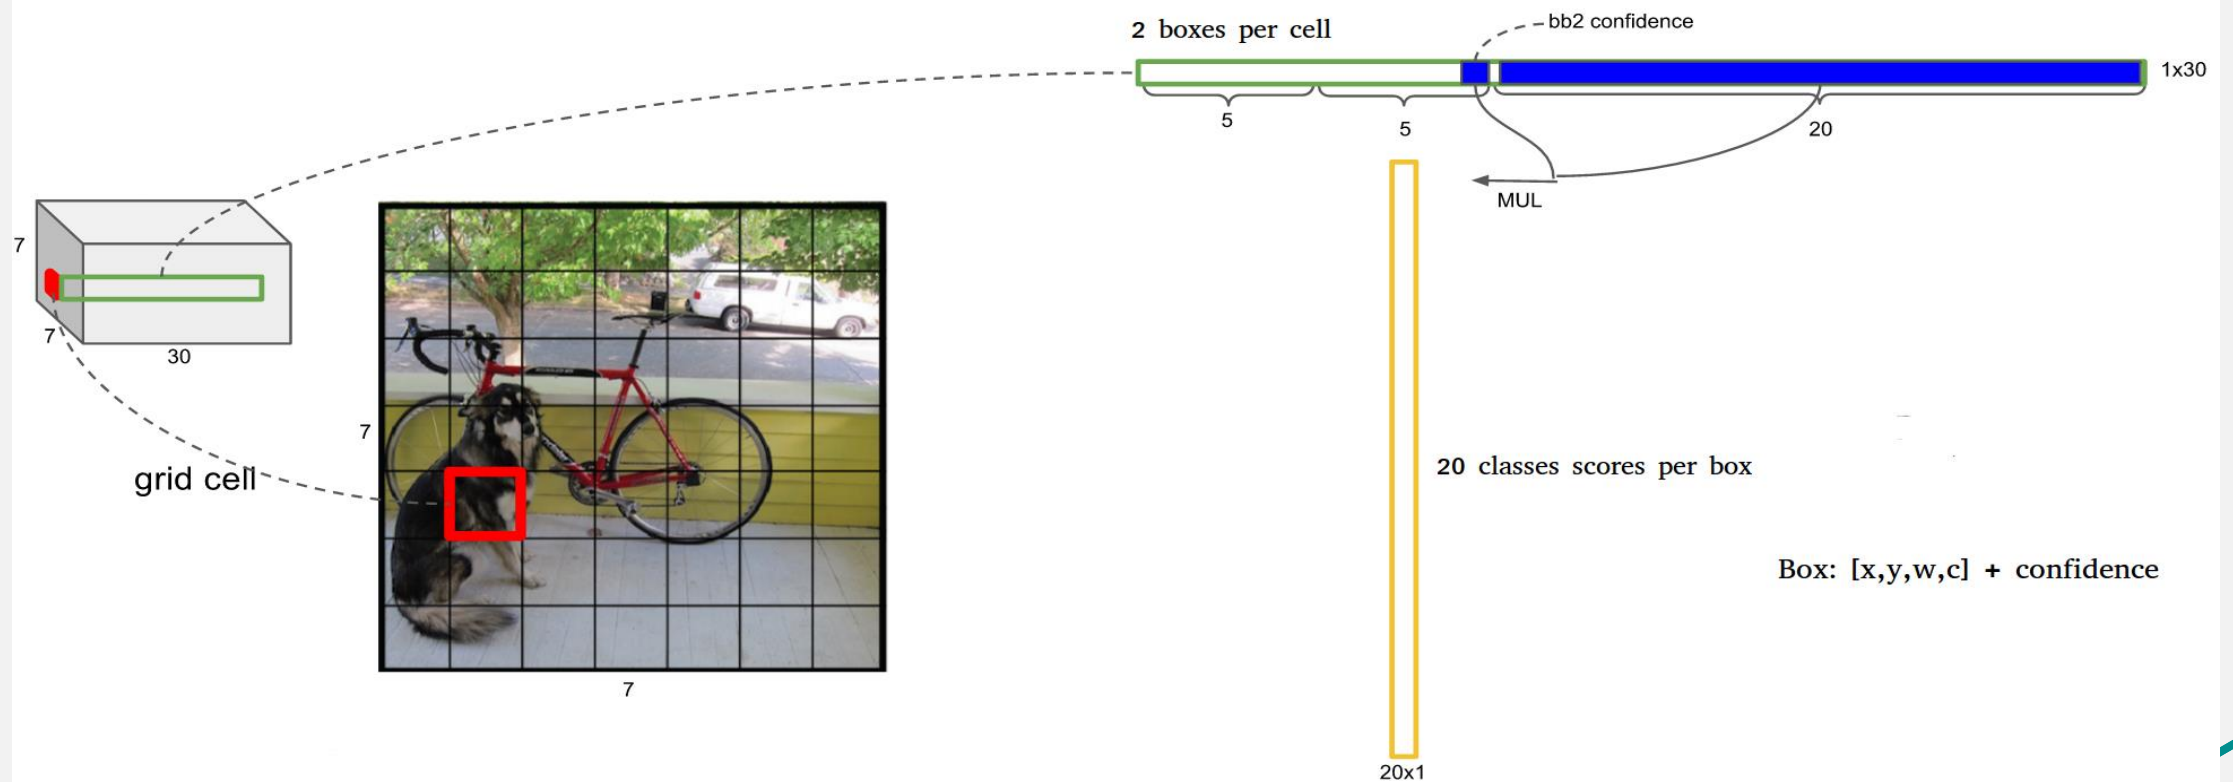 2 boxes per cell
bb2 confidence
1x30
5
5
20
MUL
7
7
30
grid cell
7
7
20 classes scores per box
Box: [x,y,w,c] + confidence
20x1